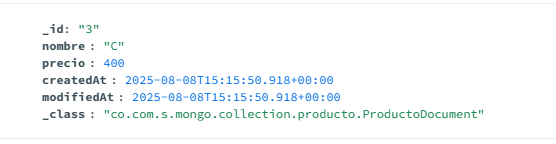 _id: "3"
nombre : "C"
precio : 400
createdAt : 2025-08-08T15:15:50.918+00:00
modifiedAt : 2025-08-08T15:15:50.918+00:00
_class : "co.com.s.mongo.collection.producto.ProductoDocument"